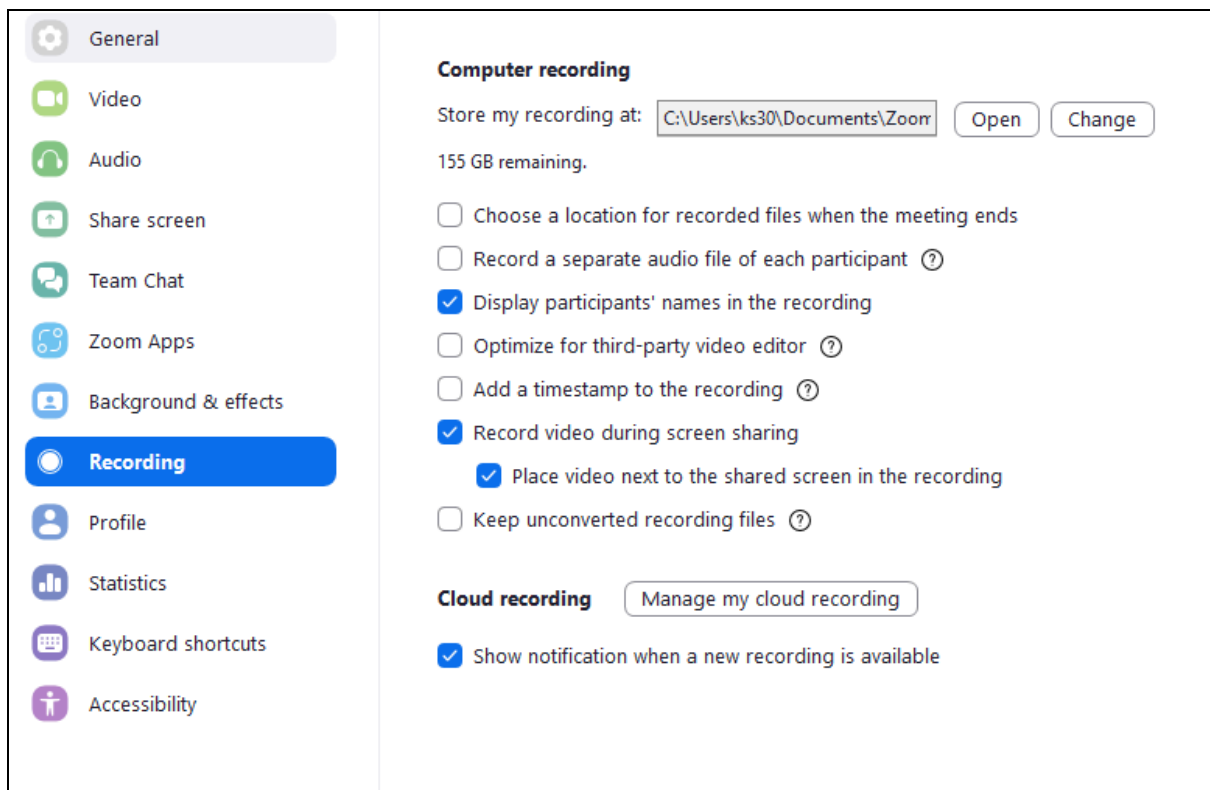 General
Video
Audio
Share screen
Team Chat
Zoom Apps
Background & effects
Recording
Profile
Statistics
Keyboard shortcuts
Accessibility
Computer recording
Store my recording at: C:\Users\ks30\Documents\Zoom Open Change
155 GB remaining.
Choose a location for recorded files when the meeting ends
Record a separate audio file of each participant ?
Display participants' names in the recording
Optimize for third-party video editor ?
Add a timestamp to the recording ?
Record video during screen sharing
Place video next to the shared screen in the recording
Keep unconverted recording files ?
Cloud recording Manage my cloud recording
Show notification when a new recording is available